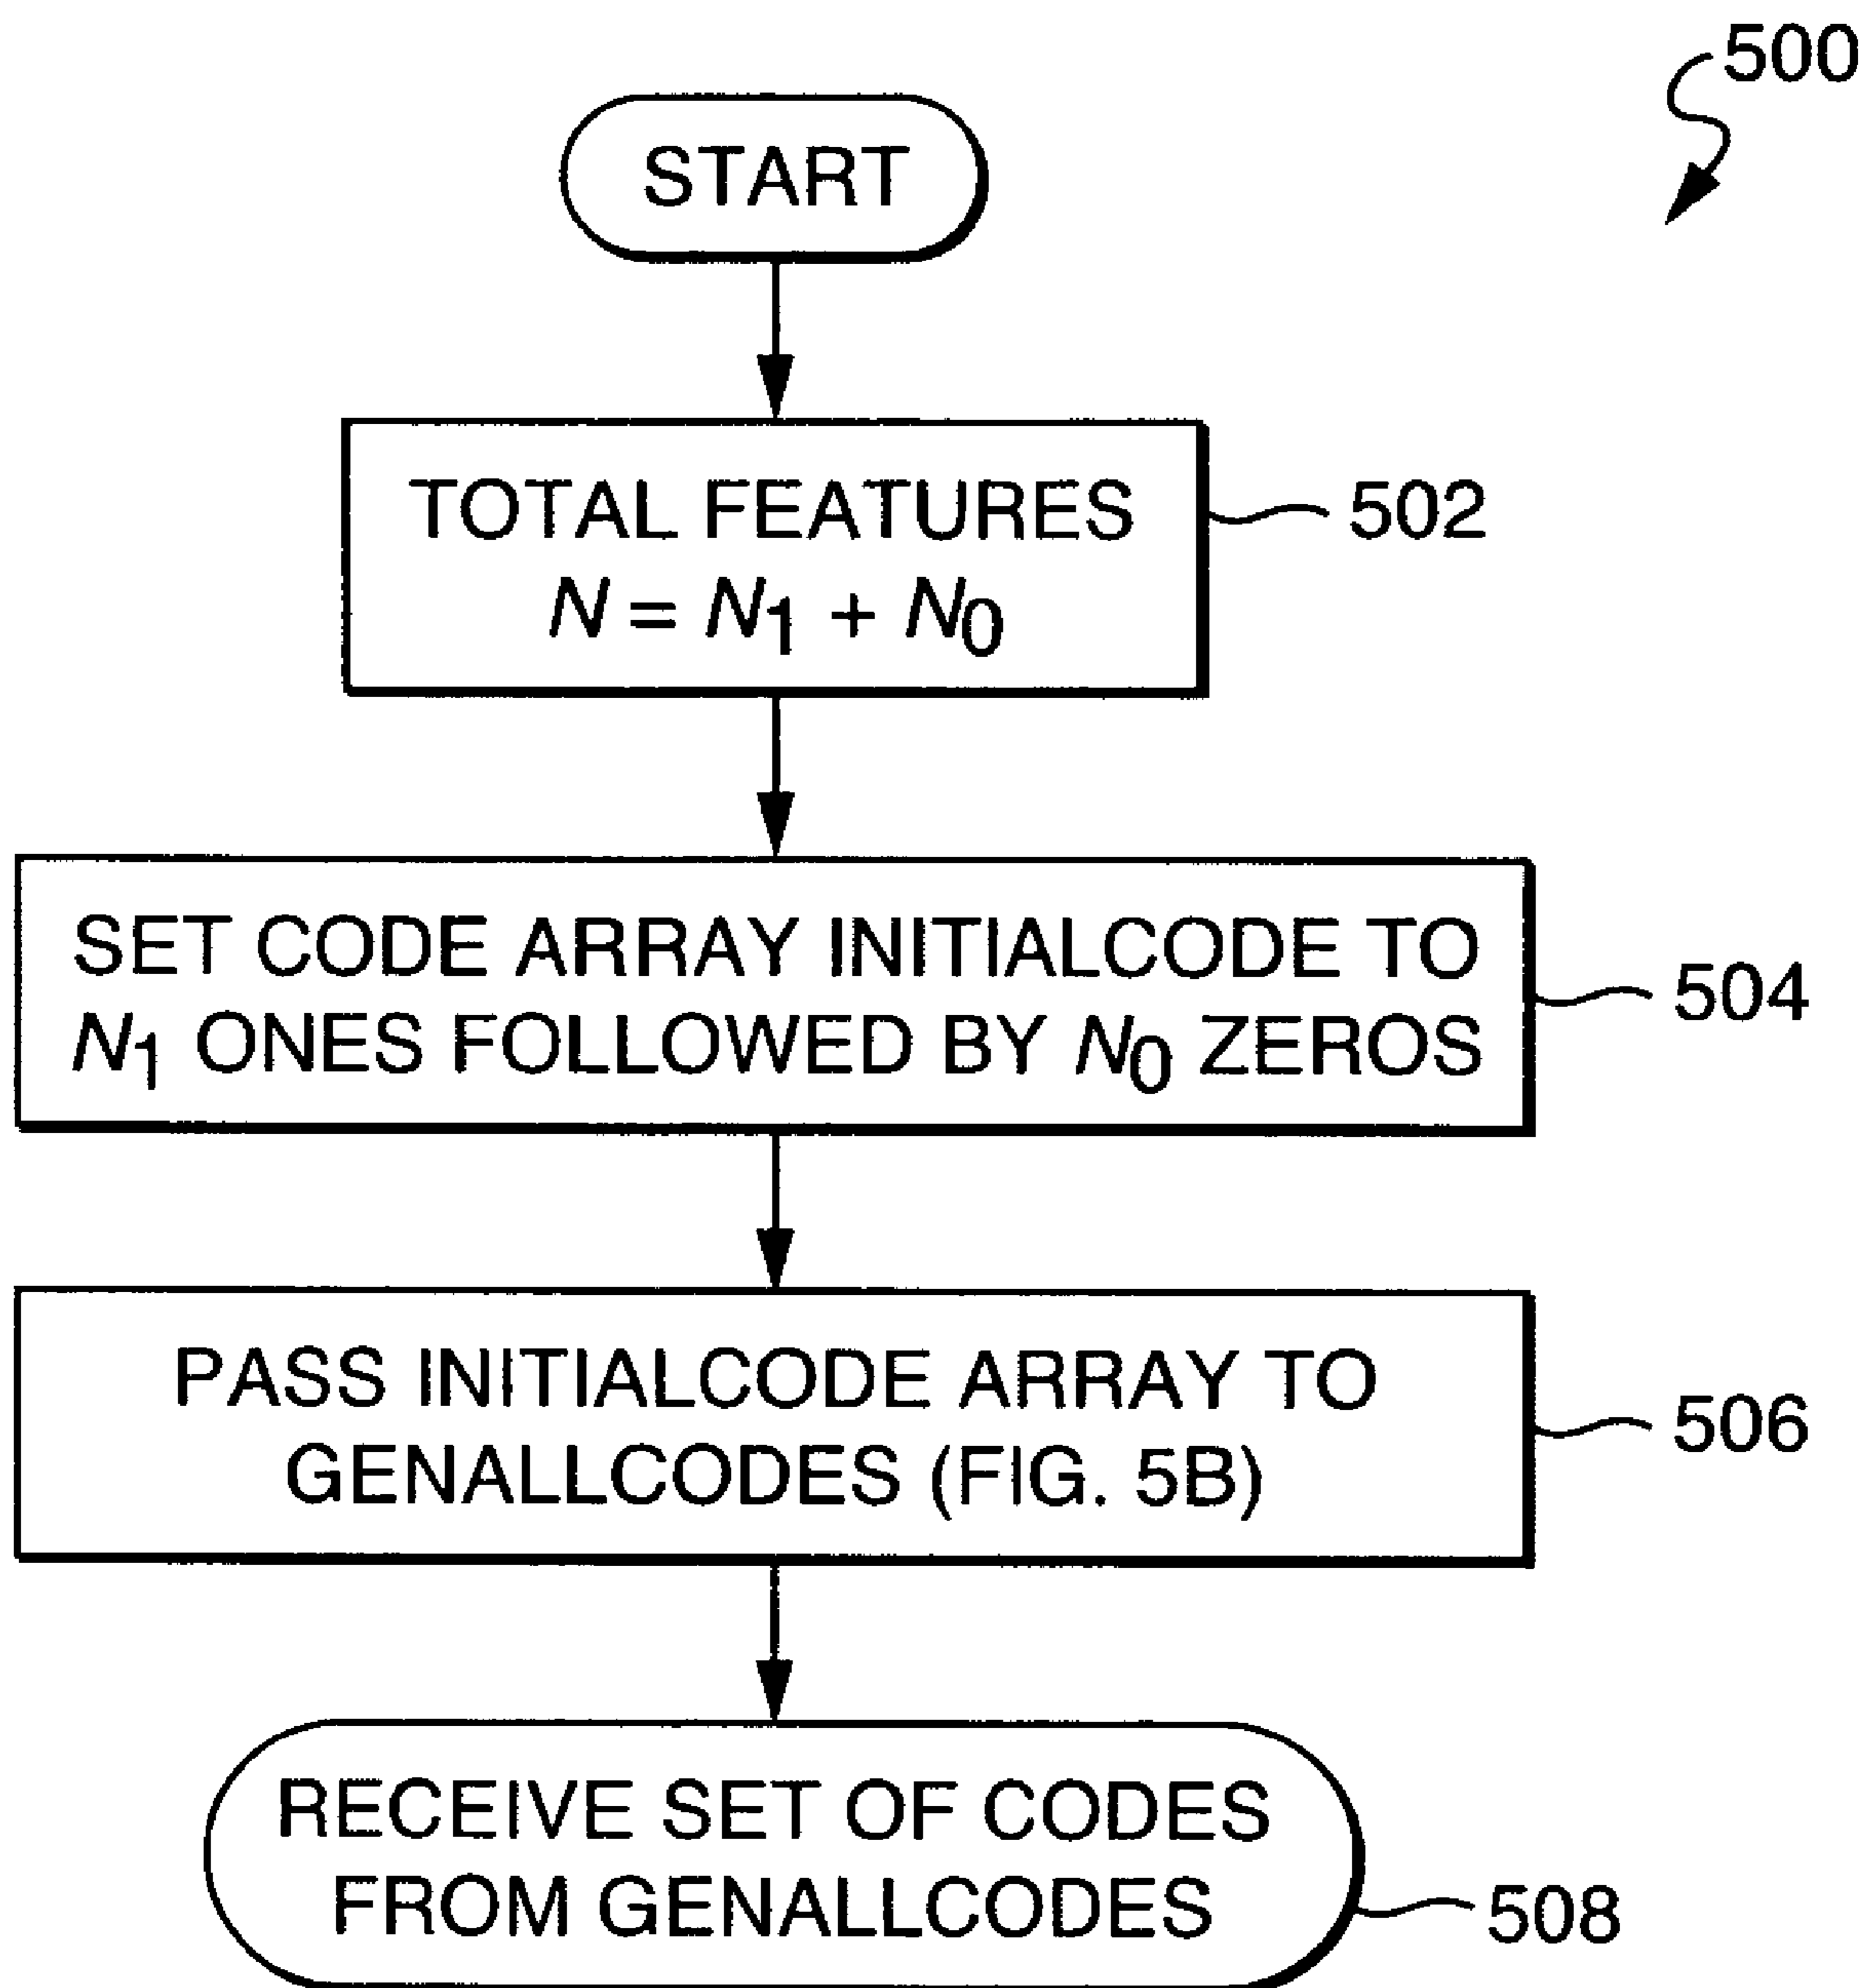 500
START
TOTAL FEATURES
N = N1 + N0
502
SET CODE ARRAY INITIALCODE TO
N1 ONES FOLLOWED BY N0 ZEROS
504
PASS INITIALCODE ARRAY TO
GENALLCODES (FIG. 5B)
506
RECEIVE SET OF CODES
FROM GENALLCODES
508